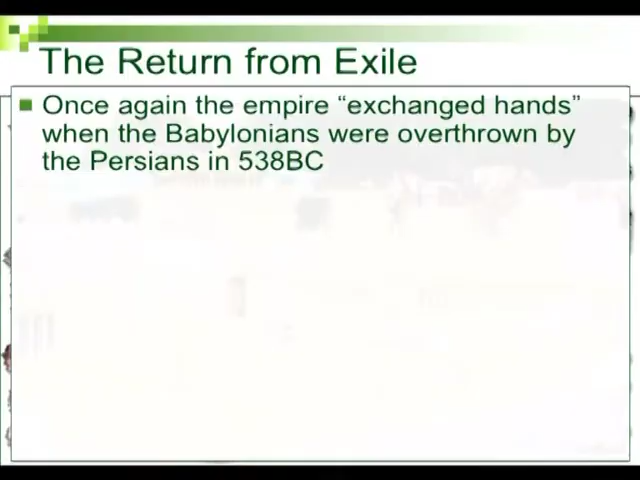 The Return from Exile
Once again the empire “exchanged hands”
when the Babylonians were overthrown by
the Persians in 538BC